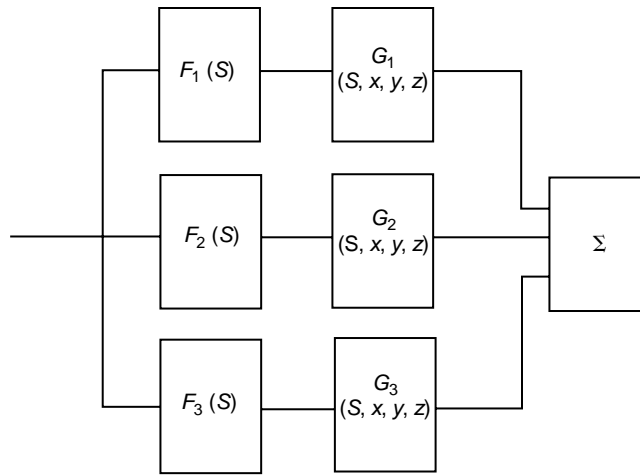 F₁ (S)
G₁
(S, x, y, z)
F₂ (S)
G₂
(S, x, y, z)
Σ
F₃ (S)
G₃
(S, x, y, z)